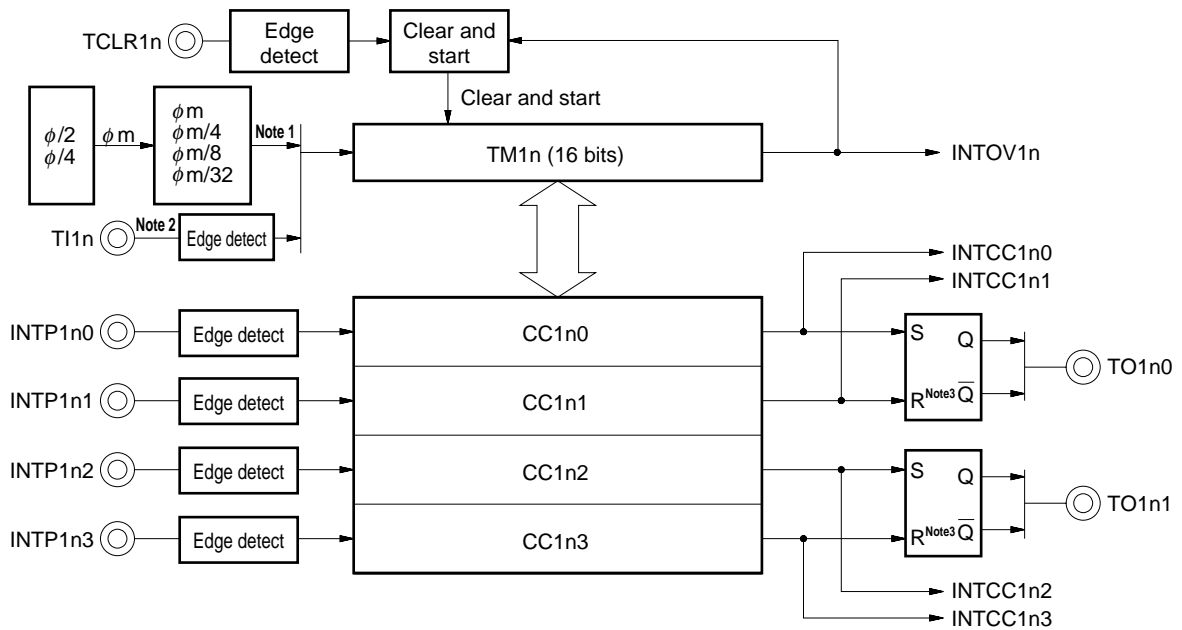 TCLR1n
Edge
detect
Clear and
start
Clear and start
φ/2
φ/4
φm
φm
φm/4
φm/8
φm/32
Note 1
TM1n (16 bits)
INTOV1n
TI1n
Note 2
Edge detect
INTCC1n0
INTCC1n1
INTP1n0
Edge detect
CC1n0
S
Q
TO1n0
INTP1n1
Edge detect
CC1n1
R Note3 Q̅
INTP1n2
Edge detect
CC1n2
S
Q
TO1n1
INTP1n3
Edge detect
CC1n3
R Note3 Q̅
INTCC1n2
INTCC1n3